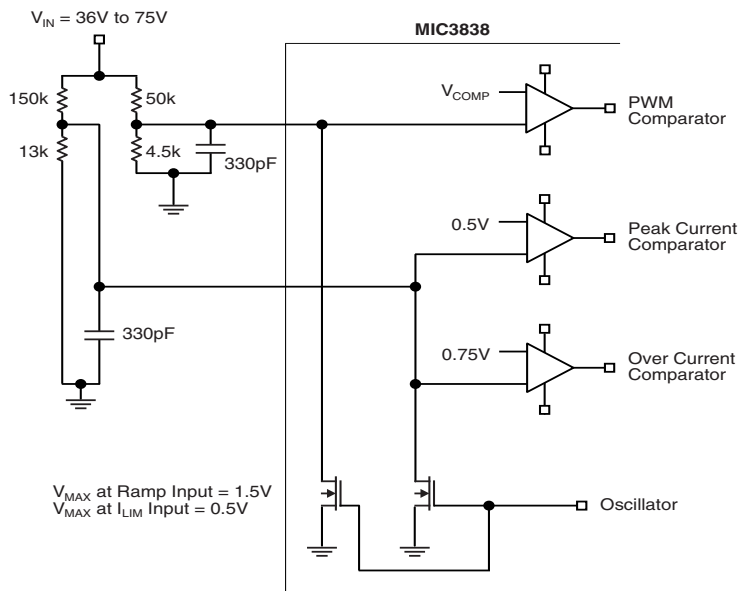 V_IN = 36V to 75V
MIC3838
150k
50k
V_COMP
PWM
Comparator
13k
4.5k
330pF
0.5V
Peak Current
Comparator
330pF
0.75V
Over Current
Comparator
V_MAX at Ramp Input = 1.5V
V_MAX at I_LIM Input = 0.5V
Oscillator